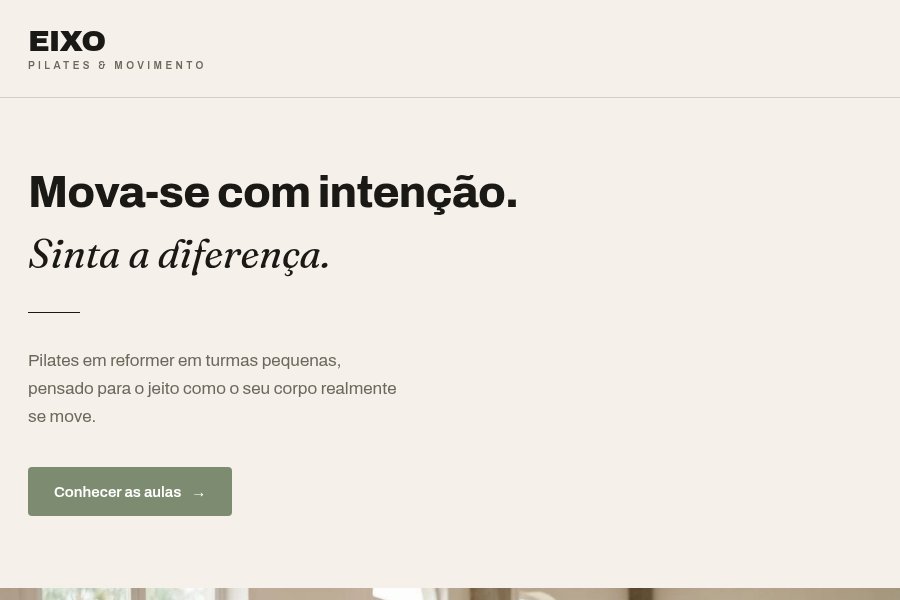 EIXO
PILATES & MOVIMENTO
Mova-se com intenção.
Sinta a diferença.
Pilates em reformer em turmas pequenas,
pensado para o jeito como o seu corpo realmente
se move.
Conhecer as aulas →